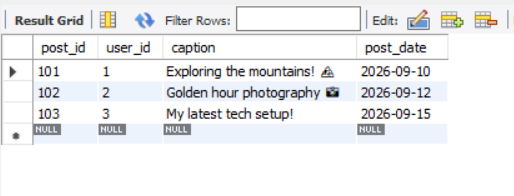 Result Grid Filter Rows: Edit:
post_id user_id caption post_date
101 1 Exploring the mountains! 🏔 2026-09-10
102 2 Golden hour photography 📷 2026-09-12
103 3 My latest tech setup! 2026-09-15
NULL NULL NULL NULL